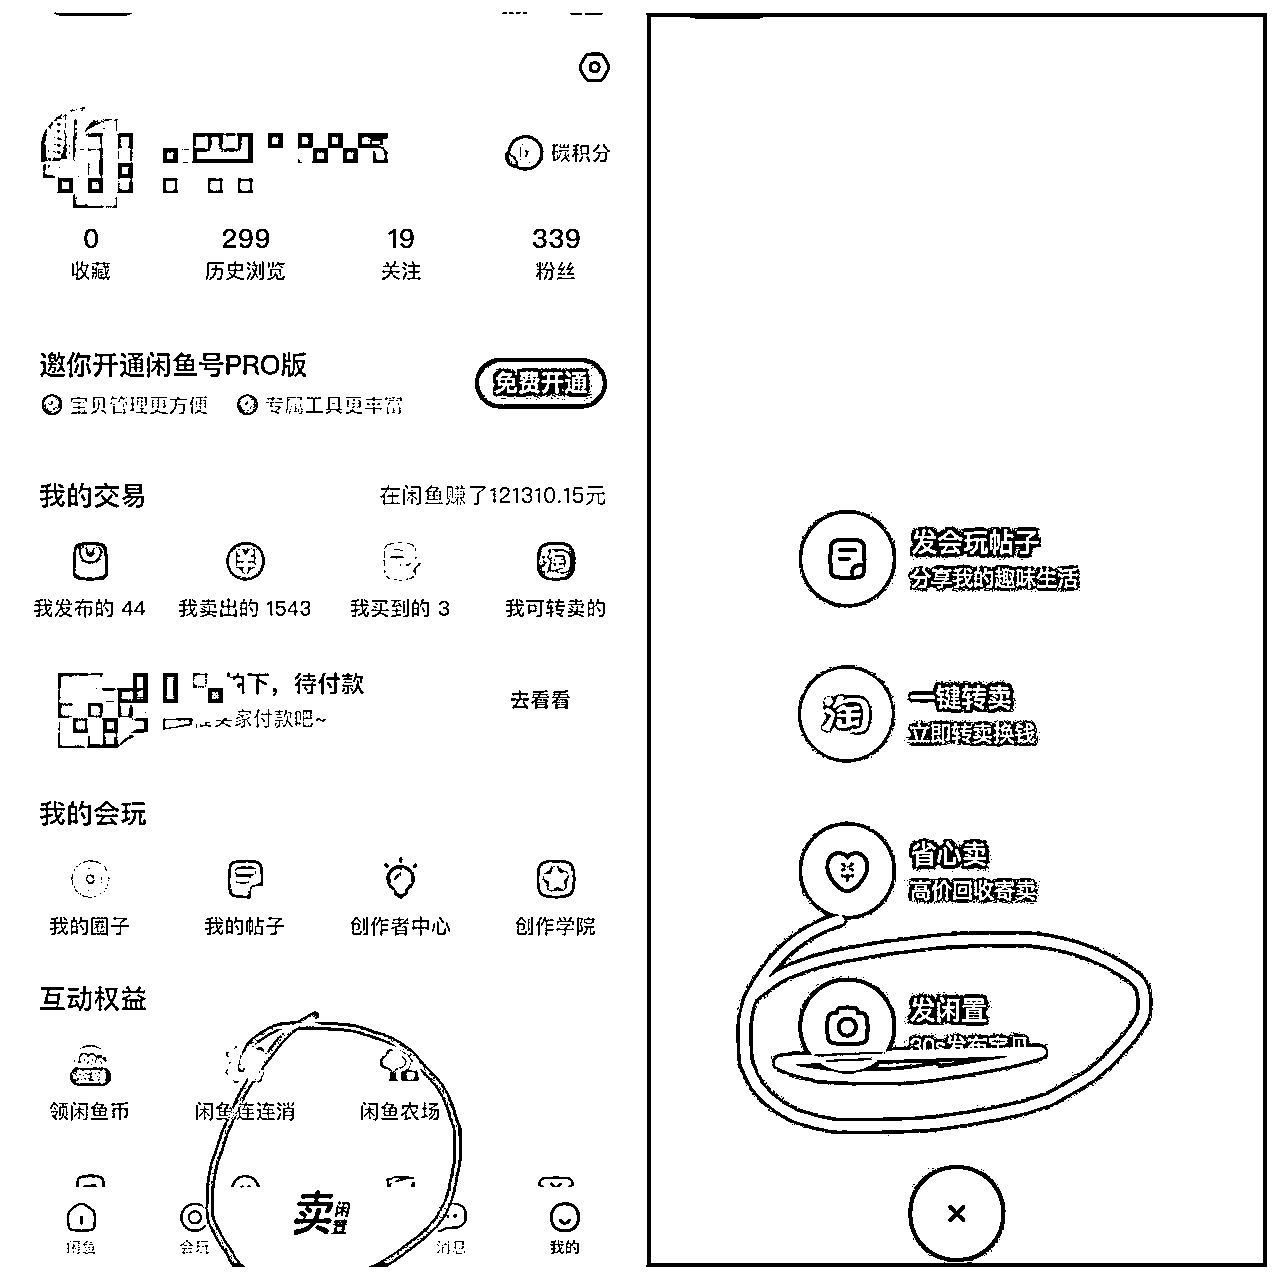 碳积分
0 299 19 339
收藏 历史浏览 关注 粉丝
邀你开通闲鱼号PRO版
免费开通
宝贝管理更方便 专属工具更丰富
我的交易 在闲鱼赚了121310.15元
淘
我发布的 44 我卖出的 1543 我买到的 3 我可转卖的
下，待付款
家付款吧~
去看看
我的会玩
我的圈子 我的帖子 创作者中心 创作学院
互动权益
领闲鱼币 闲鱼连连消 闲鱼农场
卖闲置
闲鱼 会玩 消息 我的
发会玩帖子
分享我的趣味生活
淘
一键转卖
立即转卖换钱
省心卖
高价回收寄卖
发闲置
30s发布宝贝